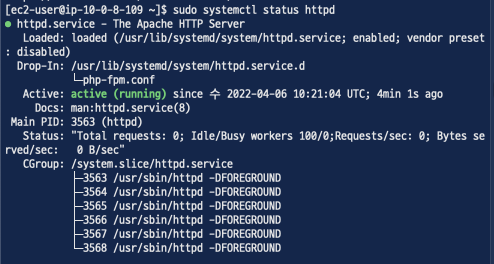 [ec2-user@ip-10-0-8-109 ~]$ sudo systemctl status httpd
● httpd.service - The Apache HTTP Server
   Loaded: loaded (/usr/lib/systemd/system/httpd.service; enabled; vendor preset
: disabled)
  Drop-In: /usr/lib/systemd/system/httpd.service.d
           └─php-fpm.conf
   Active: active (running) since 수 2022-04-06 10:21:04 UTC; 4min 1s ago
     Docs: man:httpd.service(8)
 Main PID: 3563 (httpd)
   Status: "Total requests: 0; Idle/Busy workers 100/0;Requests/sec: 0; Bytes se
rved/sec:   0 B/sec"
   CGroup: /system.slice/httpd.service
           ├─3563 /usr/sbin/httpd -DFOREGROUND
           ├─3564 /usr/sbin/httpd -DFOREGROUND
           ├─3565 /usr/sbin/httpd -DFOREGROUND
           ├─3566 /usr/sbin/httpd -DFOREGROUND
           ├─3567 /usr/sbin/httpd -DFOREGROUND
           └─3568 /usr/sbin/httpd -DFOREGROUND